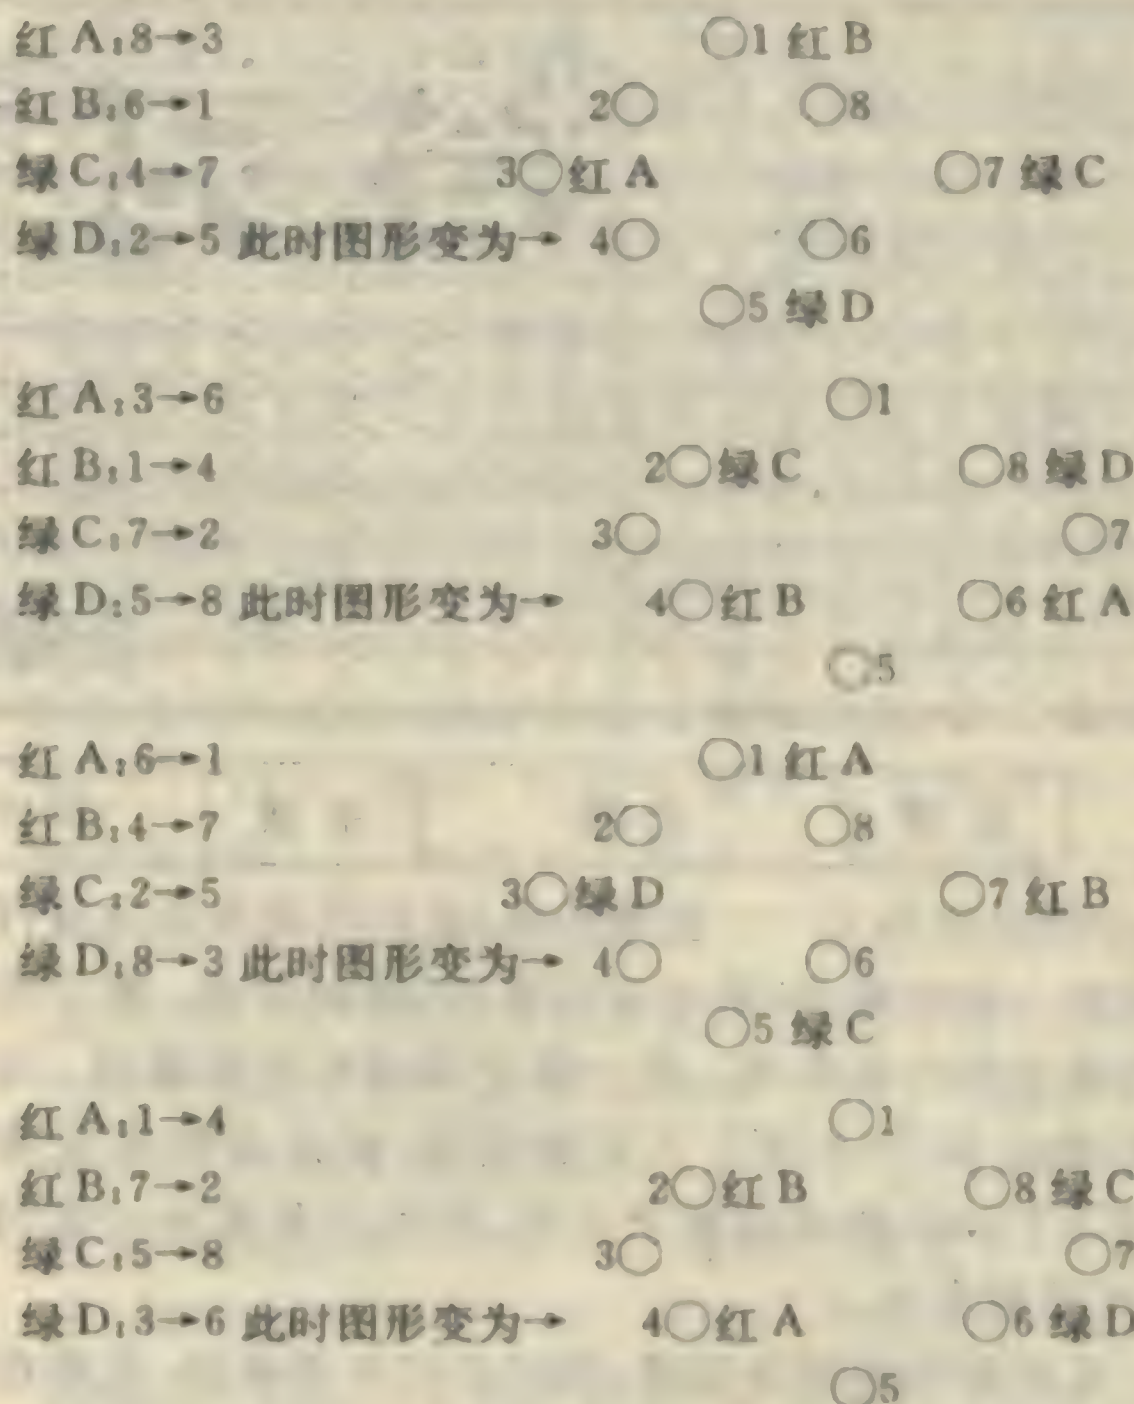 红 A:8→3 ○1 红 B
红 B:6→1 2○ ○8
绿 C:4→7 3○红 A ○7 绿 C
绿 D:2→5 此时图形变为→ 4○ ○6
○5 绿 D
红 A:3→6 ○1
红 B:1→4 2○绿 C ○8 绿 D
绿 C:7→2 3○ ○7
绿 D:5→8 此时图形变为→ 4○红 B ○6 红 A
○5
红 A:6→1 ○1 红 A
红 B:4→7 2○ ○8
绿 C:2→5 3○绿 D ○7 红 B
绿 D:8→3 此时图形变为→ 4○ ○6
○5 绿 C
红 A:1→4 ○1
红 B:7→2 2○红 B ○8 绿 C
绿 C:5→8 3○ ○7
绿 D:3→6 此时图形变为→ 4○红 A ○6 绿 D
○5